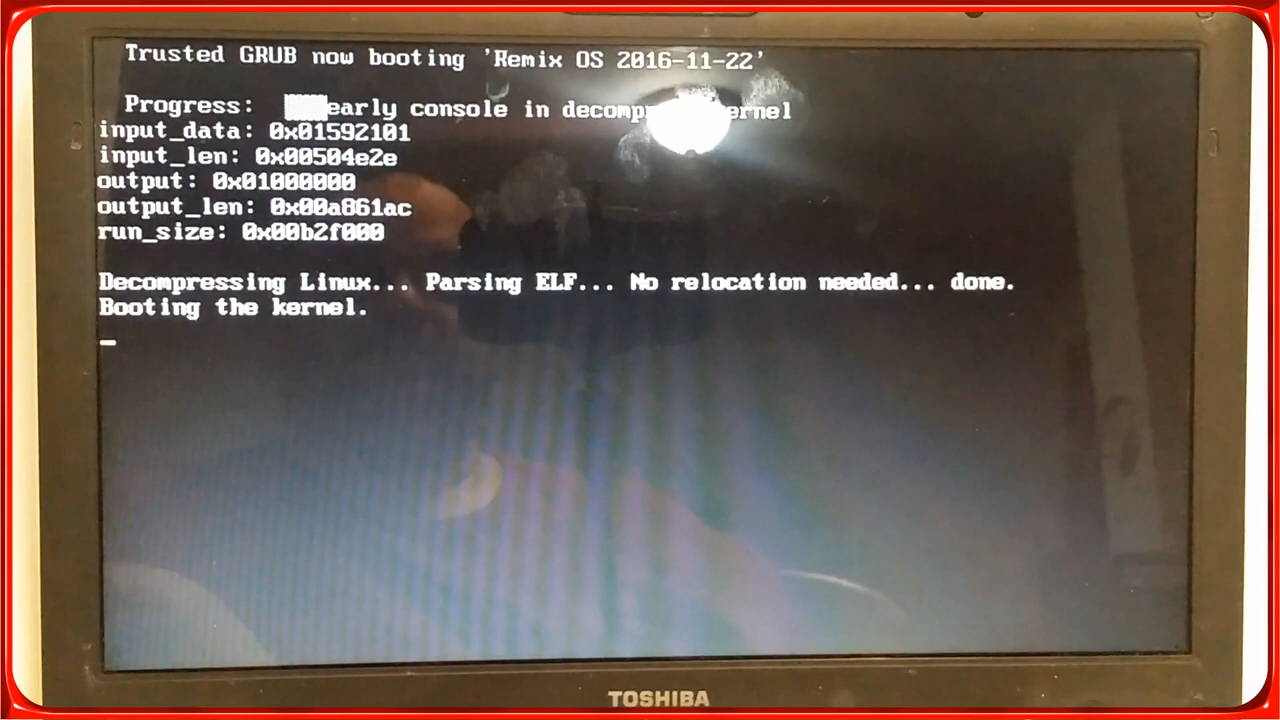 Trusted GRUB now booting 'Remix OS 2016-11-22'
Progress: early console in
input_data: 0x01592101
input_len: 0x00504e2e
output: 0x01000000
output_len: 0x00a861ac
run_size: 0x00b2f000
Decompressing Linux... Parsing ELF... No relocation needed... done.
Booting the kernel.
TOSHIBA